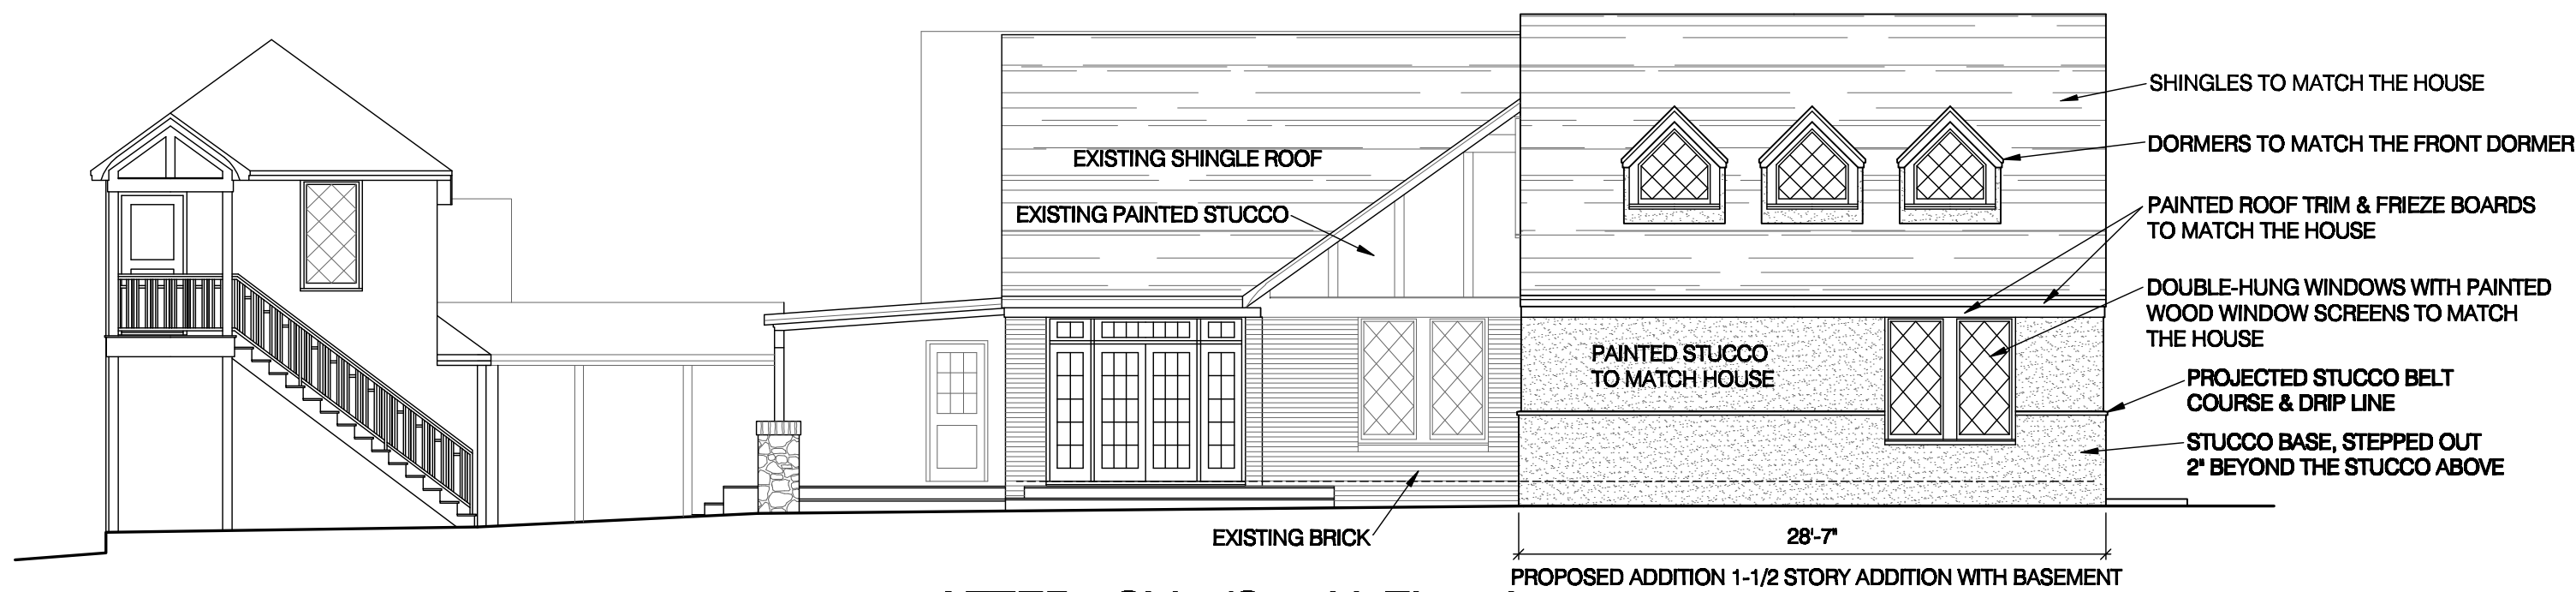 SHINGLES TO MATCH THE HOUSE
DORMERS TO MATCH THE FRONT DORMER
EXISTING SHINGLE ROOF
EXISTING PAINTED STUCCO
PAINTED ROOF TRIM & FRIEZE BOARDS
TO MATCH THE HOUSE
DOUBLE-HUNG WINDOWS WITH PAINTED
WOOD WINDOW SCREENS TO MATCH
THE HOUSE
PAINTED STUCCO
TO MATCH HOUSE
PROJECTED STUCCO BELT
COURSE & DRIP LINE
STUCCO BASE, STEPPED OUT
2" BEYOND THE STUCCO ABOVE
EXISTING BRICK
28'-7"
PROPOSED ADDITION 1-1/2 STORY ADDITION WITH BASEMENT